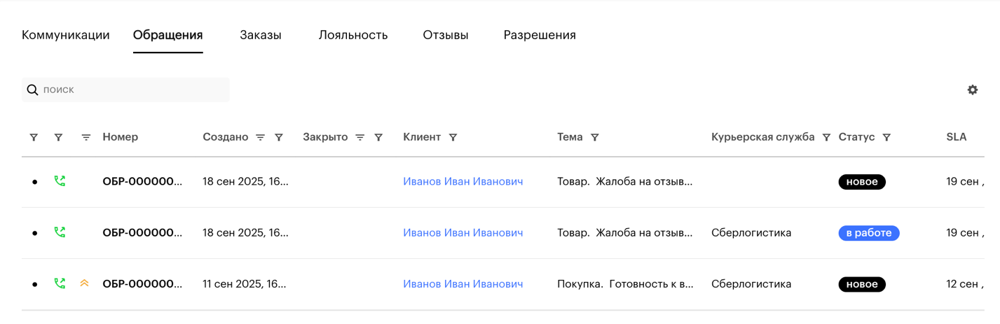 Коммуникации Обращения Заказы Лояльность Отзывы Разрешения
поиск
Номер Создано Закрыто Клиент Тема Курьерская служба Статус SLA
ОБР-000000... 18 сен 2025, 16... Иванов Иван Иванович Товар. Жалоба на отзыв... новое 19 сен ,
ОБР-000000... 18 сен 2025, 16... Иванов Иван Иванович Товар. Жалоба на отзыв... Сберлогистика в работе 19 сен ,
ОБР-000000... 11 сен 2025, 16... Иванов Иван Иванович Покупка. Готовность к в... Сберлогистика новое 12 сен ,